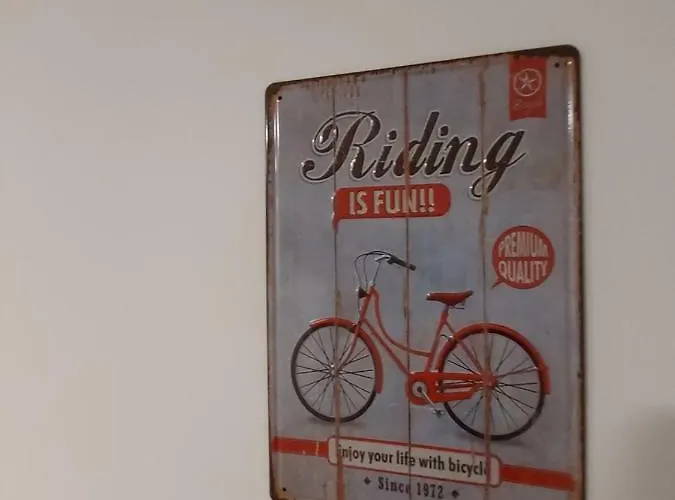 Riding
IS FUN!!
PREMIUM
QUALITY
Enjoy your life with bicycle
Since 1972